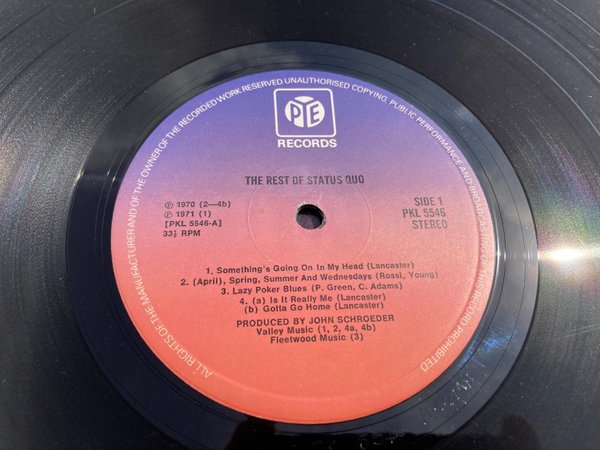 ALL RIGHTS OF THE MANUFACTURER AND OF THE OWNER OF THE RECORDED WORK RESERVED UNAUTHORISED COPYING, PUBLIC PERFORMANCE AND BROADCASTING OF THIS RECORD PROHIBITED
PYE
RECORDS
THE REST OF STATUS QUO
℗ 1970 (2—4b)
℗ 1971 (1)
[PKL 5546-A]
33⅓ RPM
SIDE 1
PKL 5546
STEREO
1. Something's Going On In My Head (Lancaster)
2. (April), Spring, Summer And Wednesdays (Rossi, Young)
3. Lazy Poker Blues (P. Green, C. Adams)
4. (a) Is It Really Me (Lancaster)
(b) Gotta Go Home (Lancaster)
PRODUCED BY JOHN SCHROEDER
Valley Music (1, 2, 4a, 4b)
Fleetwood Music (3)